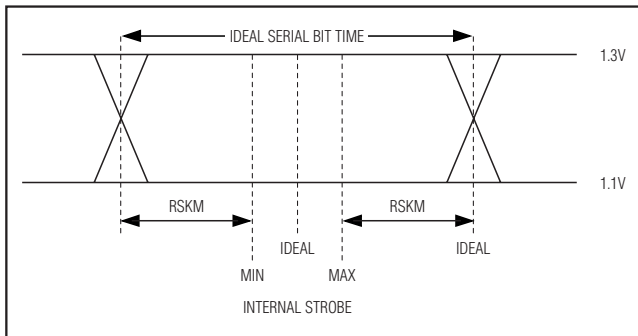 IDEAL SERIAL BIT TIME
1.3V
1.1V
RSKM
RSKM
IDEAL
IDEAL
MIN
MAX
INTERNAL STROBE